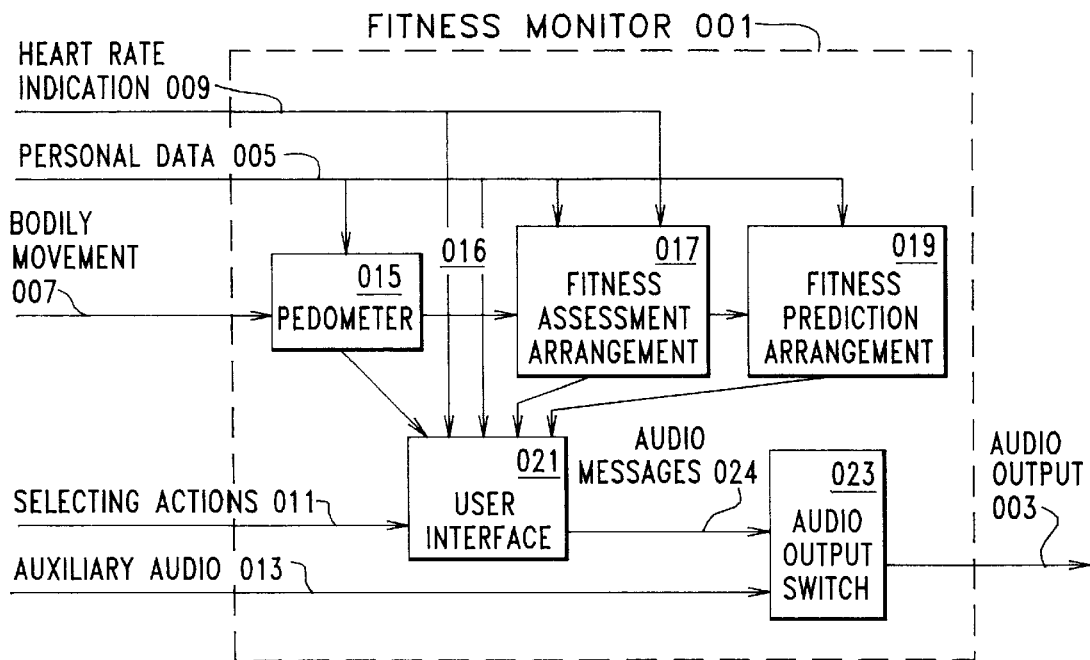 FITNESS MONITOR 001
HEART RATE
INDICATION 009
PERSONAL DATA 005
BODILY
MOVEMENT
007
016
015
PEDOMETER
017
FITNESS
ASSESSMENT
ARRANGEMENT
019
FITNESS
PREDICTION
ARRANGEMENT
021
USER
INTERFACE
AUDIO
MESSAGES 024
023
AUDIO
OUTPUT
SWITCH
AUDIO
OUTPUT
003
SELECTING ACTIONS 011
AUXILIARY AUDIO 013